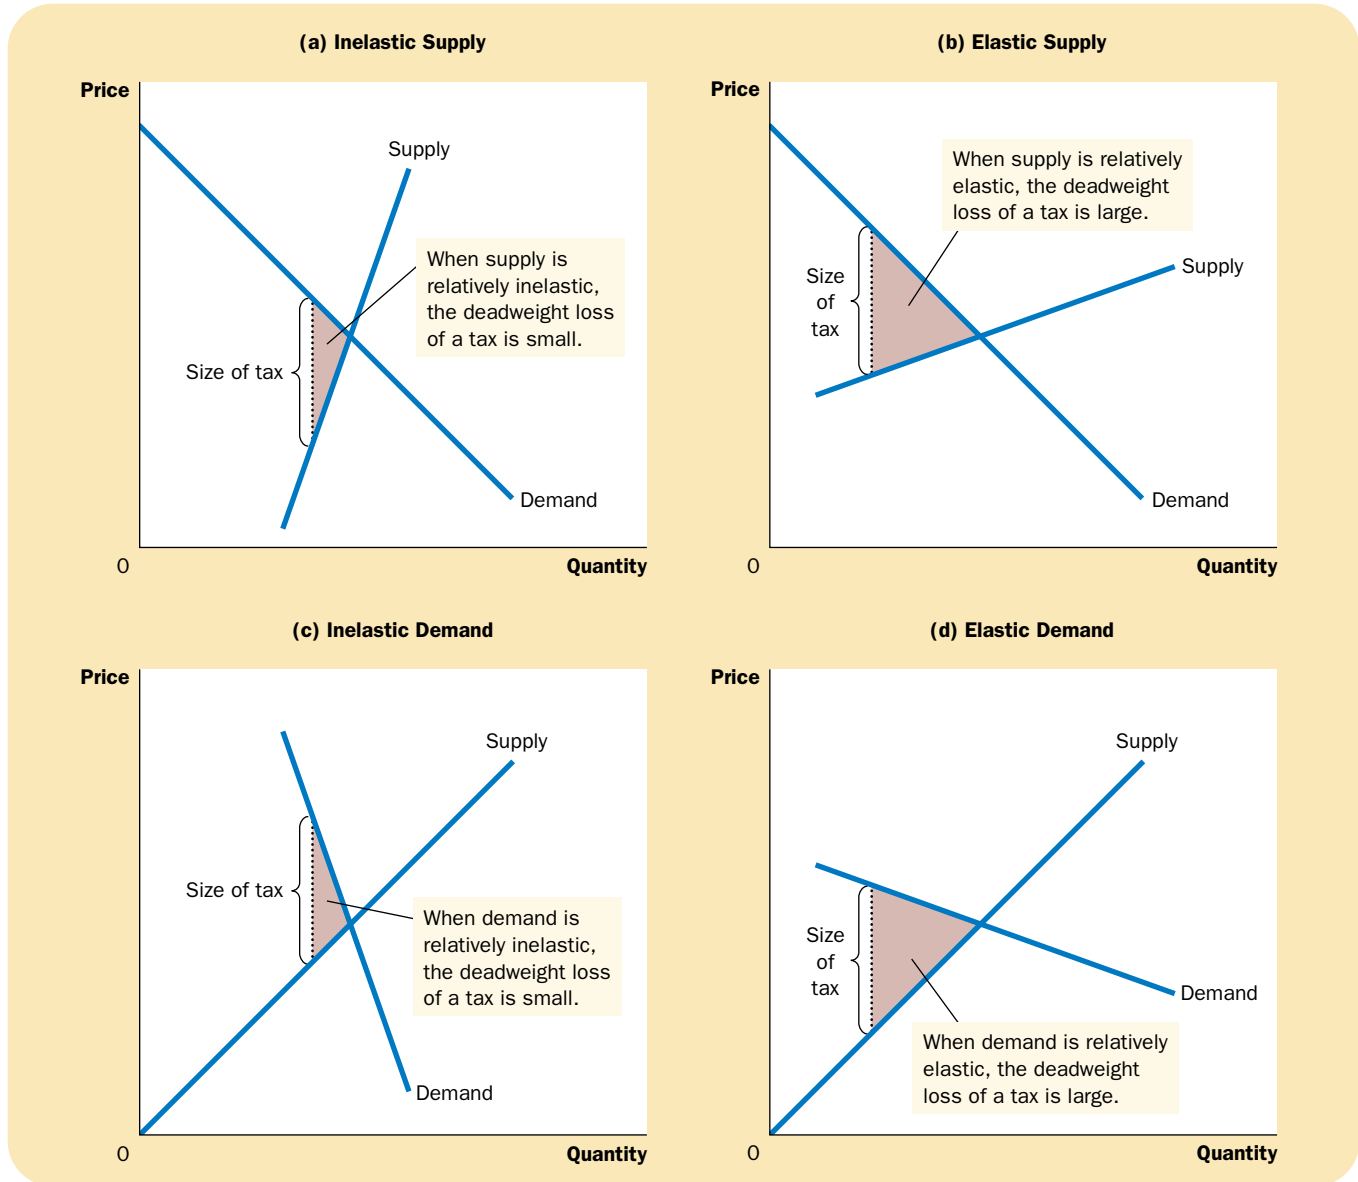 (a) Inelastic Supply
Price
Supply
When supply is
relatively inelastic,
the deadweight loss
of a tax is small.
Size of tax
Demand
0
Quantity
(b) Elastic Supply
Price
When supply is relatively
elastic, the deadweight
loss of a tax is large.
Size
of
tax
Supply
Demand
0
Quantity
(c) Inelastic Demand
Price
Supply
Size of tax
When demand is
relatively inelastic,
the deadweight loss
of a tax is small.
Demand
0
Quantity
(d) Elastic Demand
Price
Supply
Size
of
tax
Demand
When demand is relatively
elastic, the deadweight
loss of a tax is large.
0
Quantity